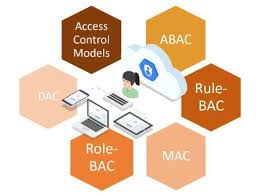 Access
Control
Models
ABAC
DAC
Rule-
BAC
Role-
BAC
MAC